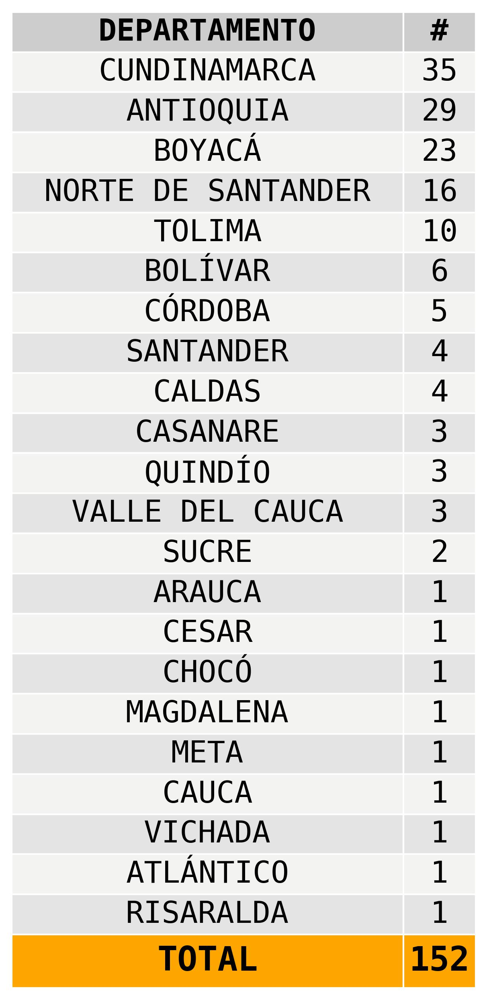 DEPARTAMENTO #
CUNDINAMARCA 35
ANTIOQUIA 29
BOYACÁ 23
NORTE DE SANTANDER 16
TOLIMA 10
BOLÍVAR 6
CÓRDOBA 5
SANTANDER 4
CALDAS 4
CASANARE 3
QUINDÍO 3
VALLE DEL CAUCA 3
SUCRE 2
ARAUCA 1
CESAR 1
CHOCÓ 1
MAGDALENA 1
META 1
CAUCA 1
VICHADA 1
ATLÁNTICO 1
RISARALDA 1
TOTAL 152